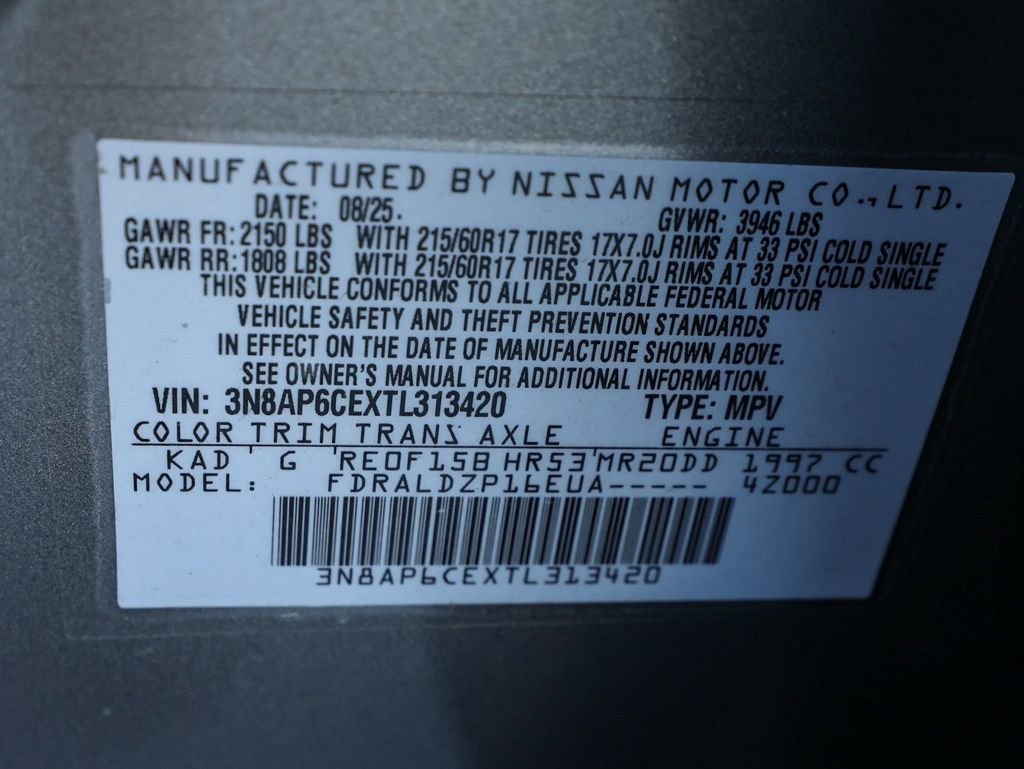 MANUFACTURED BY NISSAN MOTOR CO.,LTD.
DATE: 08/25. GVWR: 3946 LBS
GAWR FR: 2150 LBS WITH 215/60R17 TIRES 17X7.0J RIMS AT 33 PSI COLD SINGLE
GAWR RR: 1808 LBS WITH 215/60R17 TIRES 17X7.0J RIMS AT 33 PSI COLD SINGLE
THIS VEHICLE CONFORMS TO ALL APPLICABLE FEDERAL MOTOR
VEHICLE SAFETY AND THEFT PREVENTION STANDARDS
IN EFFECT ON THE DATE OF MANUFACTURE SHOWN ABOVE.
SEE OWNER'S MANUAL FOR ADDITIONAL INFORMATION.
VIN: 3N8AP6CEXTL313420 TYPE: MPV
COLOR TRIM TRANS AXLE ENGINE
KAD G RE0F15B HR53 MR20DD 1997 CC
MODEL: FDRALDZP16EUA----- 4Z000
3N8AP6CEXTL313420